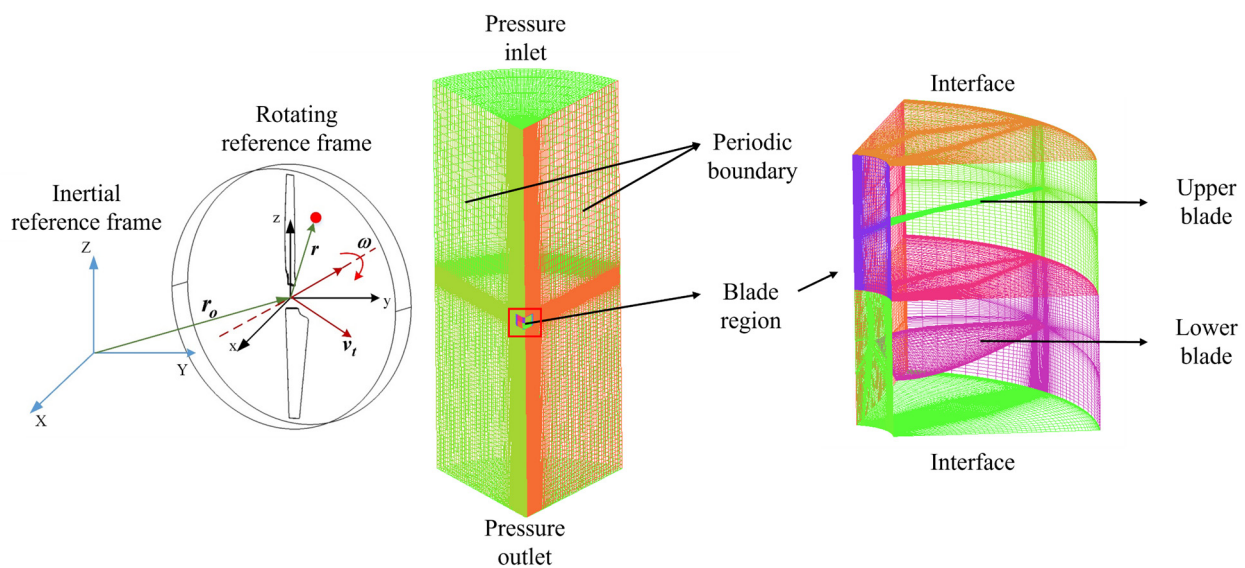 Inertial
reference frame
Z
Y
X
r_o
Rotating
reference frame
z
r
ω
y
x
v_t
Pressure
inlet
Periodic
boundary
Blade
region
Pressure
outlet
Interface
Upper
blade
Lower
blade
Interface